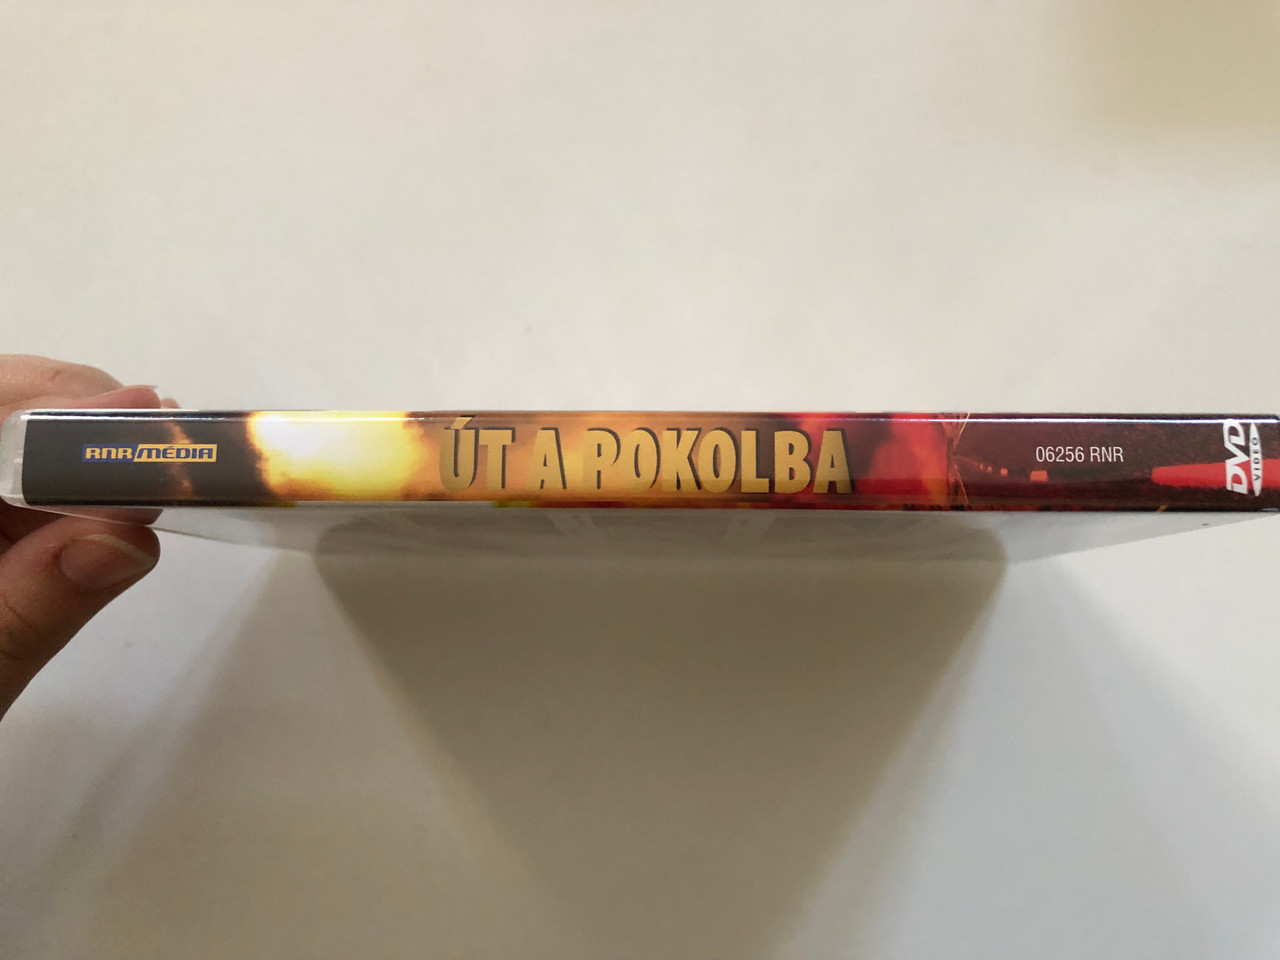 RNR MÉDIA
ÚT A POKOLBA
06256 RNR
DVD
VIDEO